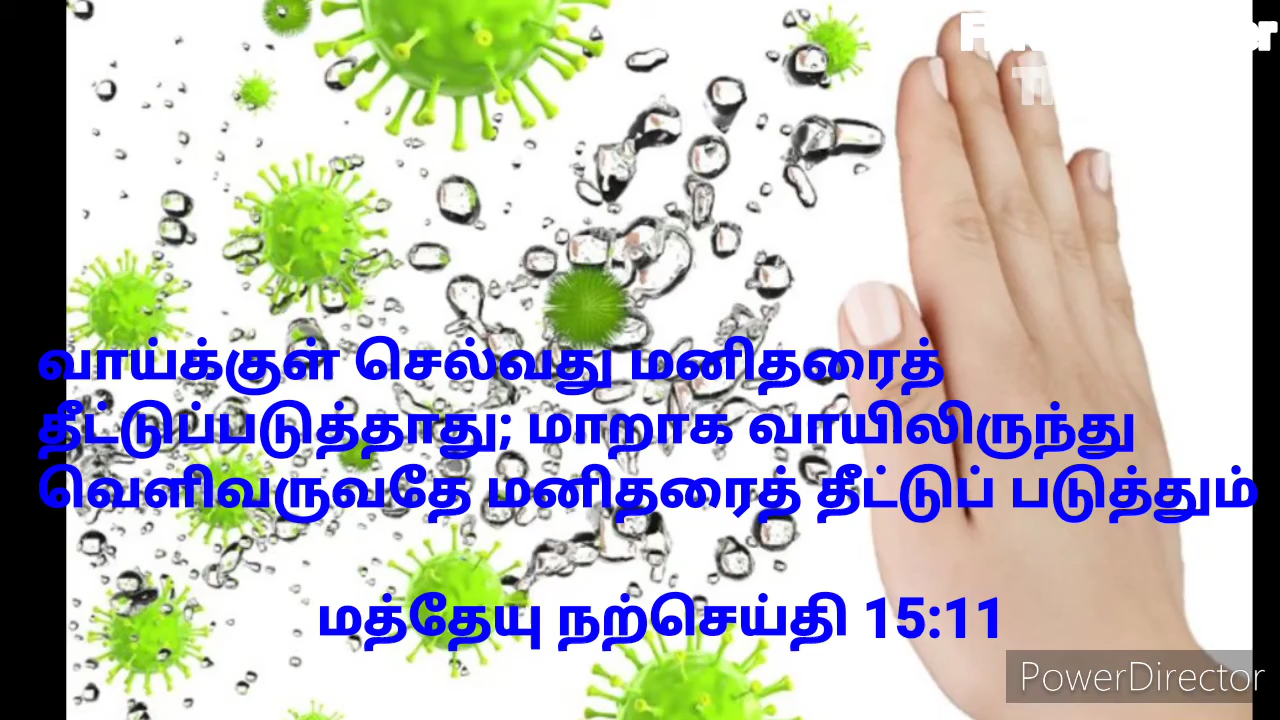 வாய்க்குள் செல்வது மனிதரைத்
தீட்டுப்படுத்தாது; மாறாக வாயிலிருந்து
வெளிவருவதே மனிதரைத் தீட்டுப் படுத்தும்
மத்தேயு நற்செய்தி 15:11
PowerDirector